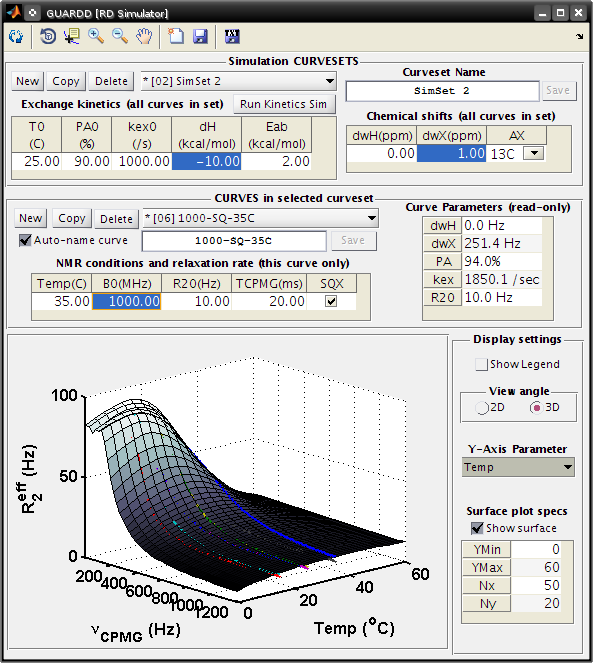 GUARDD [RD Simulator]
Simulation CURVESETS
New Copy Delete * [02] SimSet 2
Curveset Name
SimSet 2 Save
Exchange kinetics (all curves in set) Run Kinetics Sim
T0 (C) PA0 (%) kex0 (/s) dH (kcal/mol) Eab (kcal/mol)
25.00 90.00 1000.00 -10.00 2.00
Chemical shifts (all curves in set)
dwH(ppm) dwX(ppm) AX
0.00 1.00 13C
CURVES in selected curveset
New Copy Delete * [06] 1000-SQ-35C
Auto-name curve 1000-SQ-35C Save
NMR conditions and relaxation rate (this curve only)
Temp(C) B0(MHz) R20(Hz) TCPMG(ms) SQX
35.00 1000.00 10.00 20.00
Curve Parameters (read-only)
dwH 0.0 Hz
dwX 251.4 Hz
PA 94.0%
kex 1850.1 /sec
R20 10.0 Hz
100
50
0
R2eff (Hz)
200 400 600 800 1000 1200
νCPMG (Hz)
0 20 40 60
Temp (°C)
Display settings
Show Legend
View angle
2D 3D
Y-Axis Parameter
Temp
Surface plot specs
Show surface
YMin 0
YMax 60
Nx 50
Ny 20